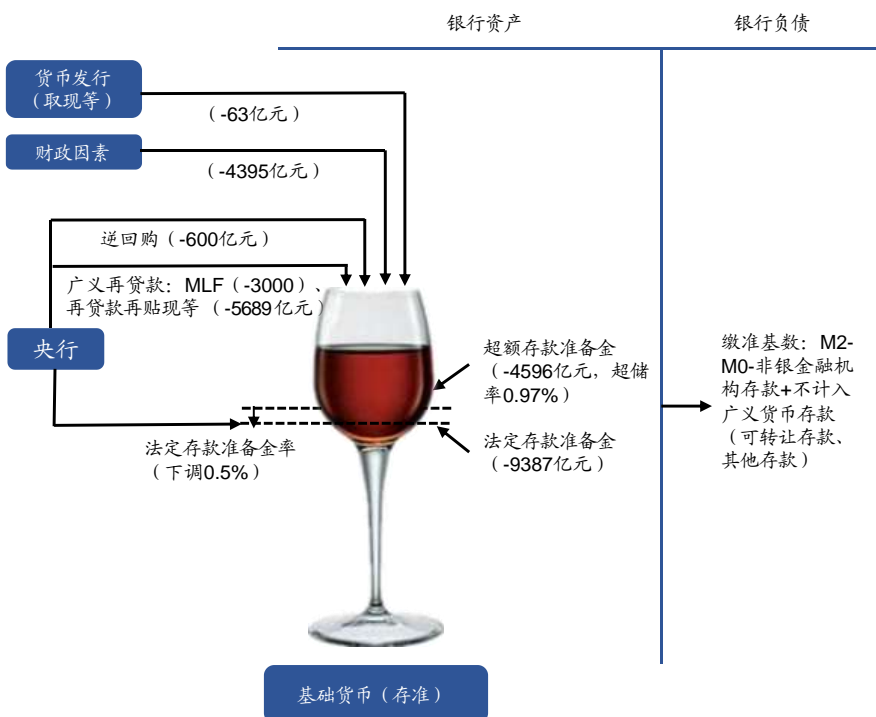 银行资产
银行负债
货币发行
（取现等）
（-63亿元）
财政因素
（-4395亿元）
逆回购（-600亿元）
广义再贷款：MLF（-3000）、
再贷款再贴现等（-5689亿元）
央行
超额存款准备金
（-4596亿元，超储
率0.97%）
法定存款准备金率
（下调0.5%）
法定存款准备金
（-9387亿元）
缴准基数：M2-
M0-非银金融机
构存款+不计入
广义货币存款
（可转让存款、
其他存款）
基础货币（存准）